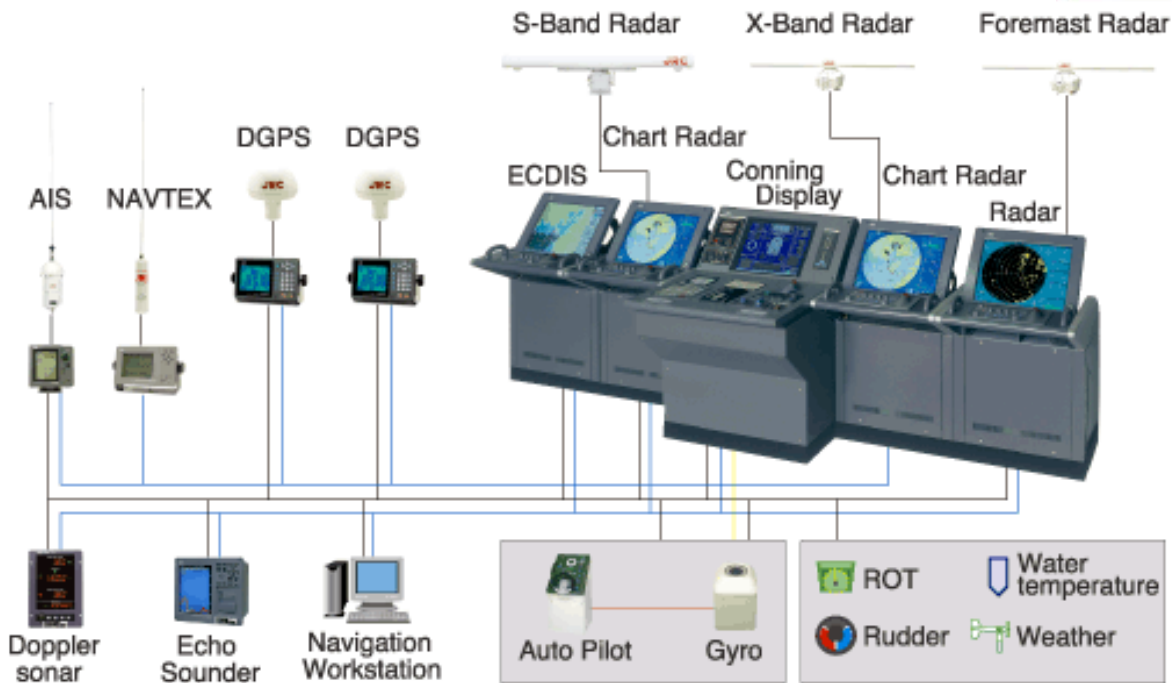 S-Band Radar
X-Band Radar
Foremast Radar
JRC
DGPS
DGPS
Chart Radar
AIS
NAVTEX
JRC
JRC
ECDIS
Conning
Display
Chart Radar
Radar
Doppler
sonar
Echo
Sounder
Navigation
Workstation
Auto Pilot
Gyro
ROT
Water
temperature
Rudder
Weather